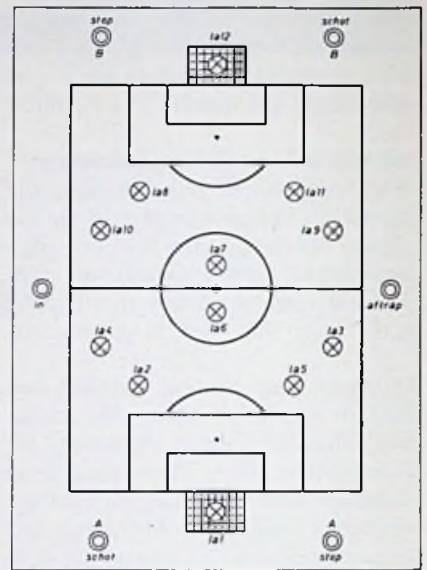 stop
schot
B
B
la12
la8
la11
la10
la9
la7
in
aftrap
la6
la4
la3
la2
la5
A
A
la1
schot
stop